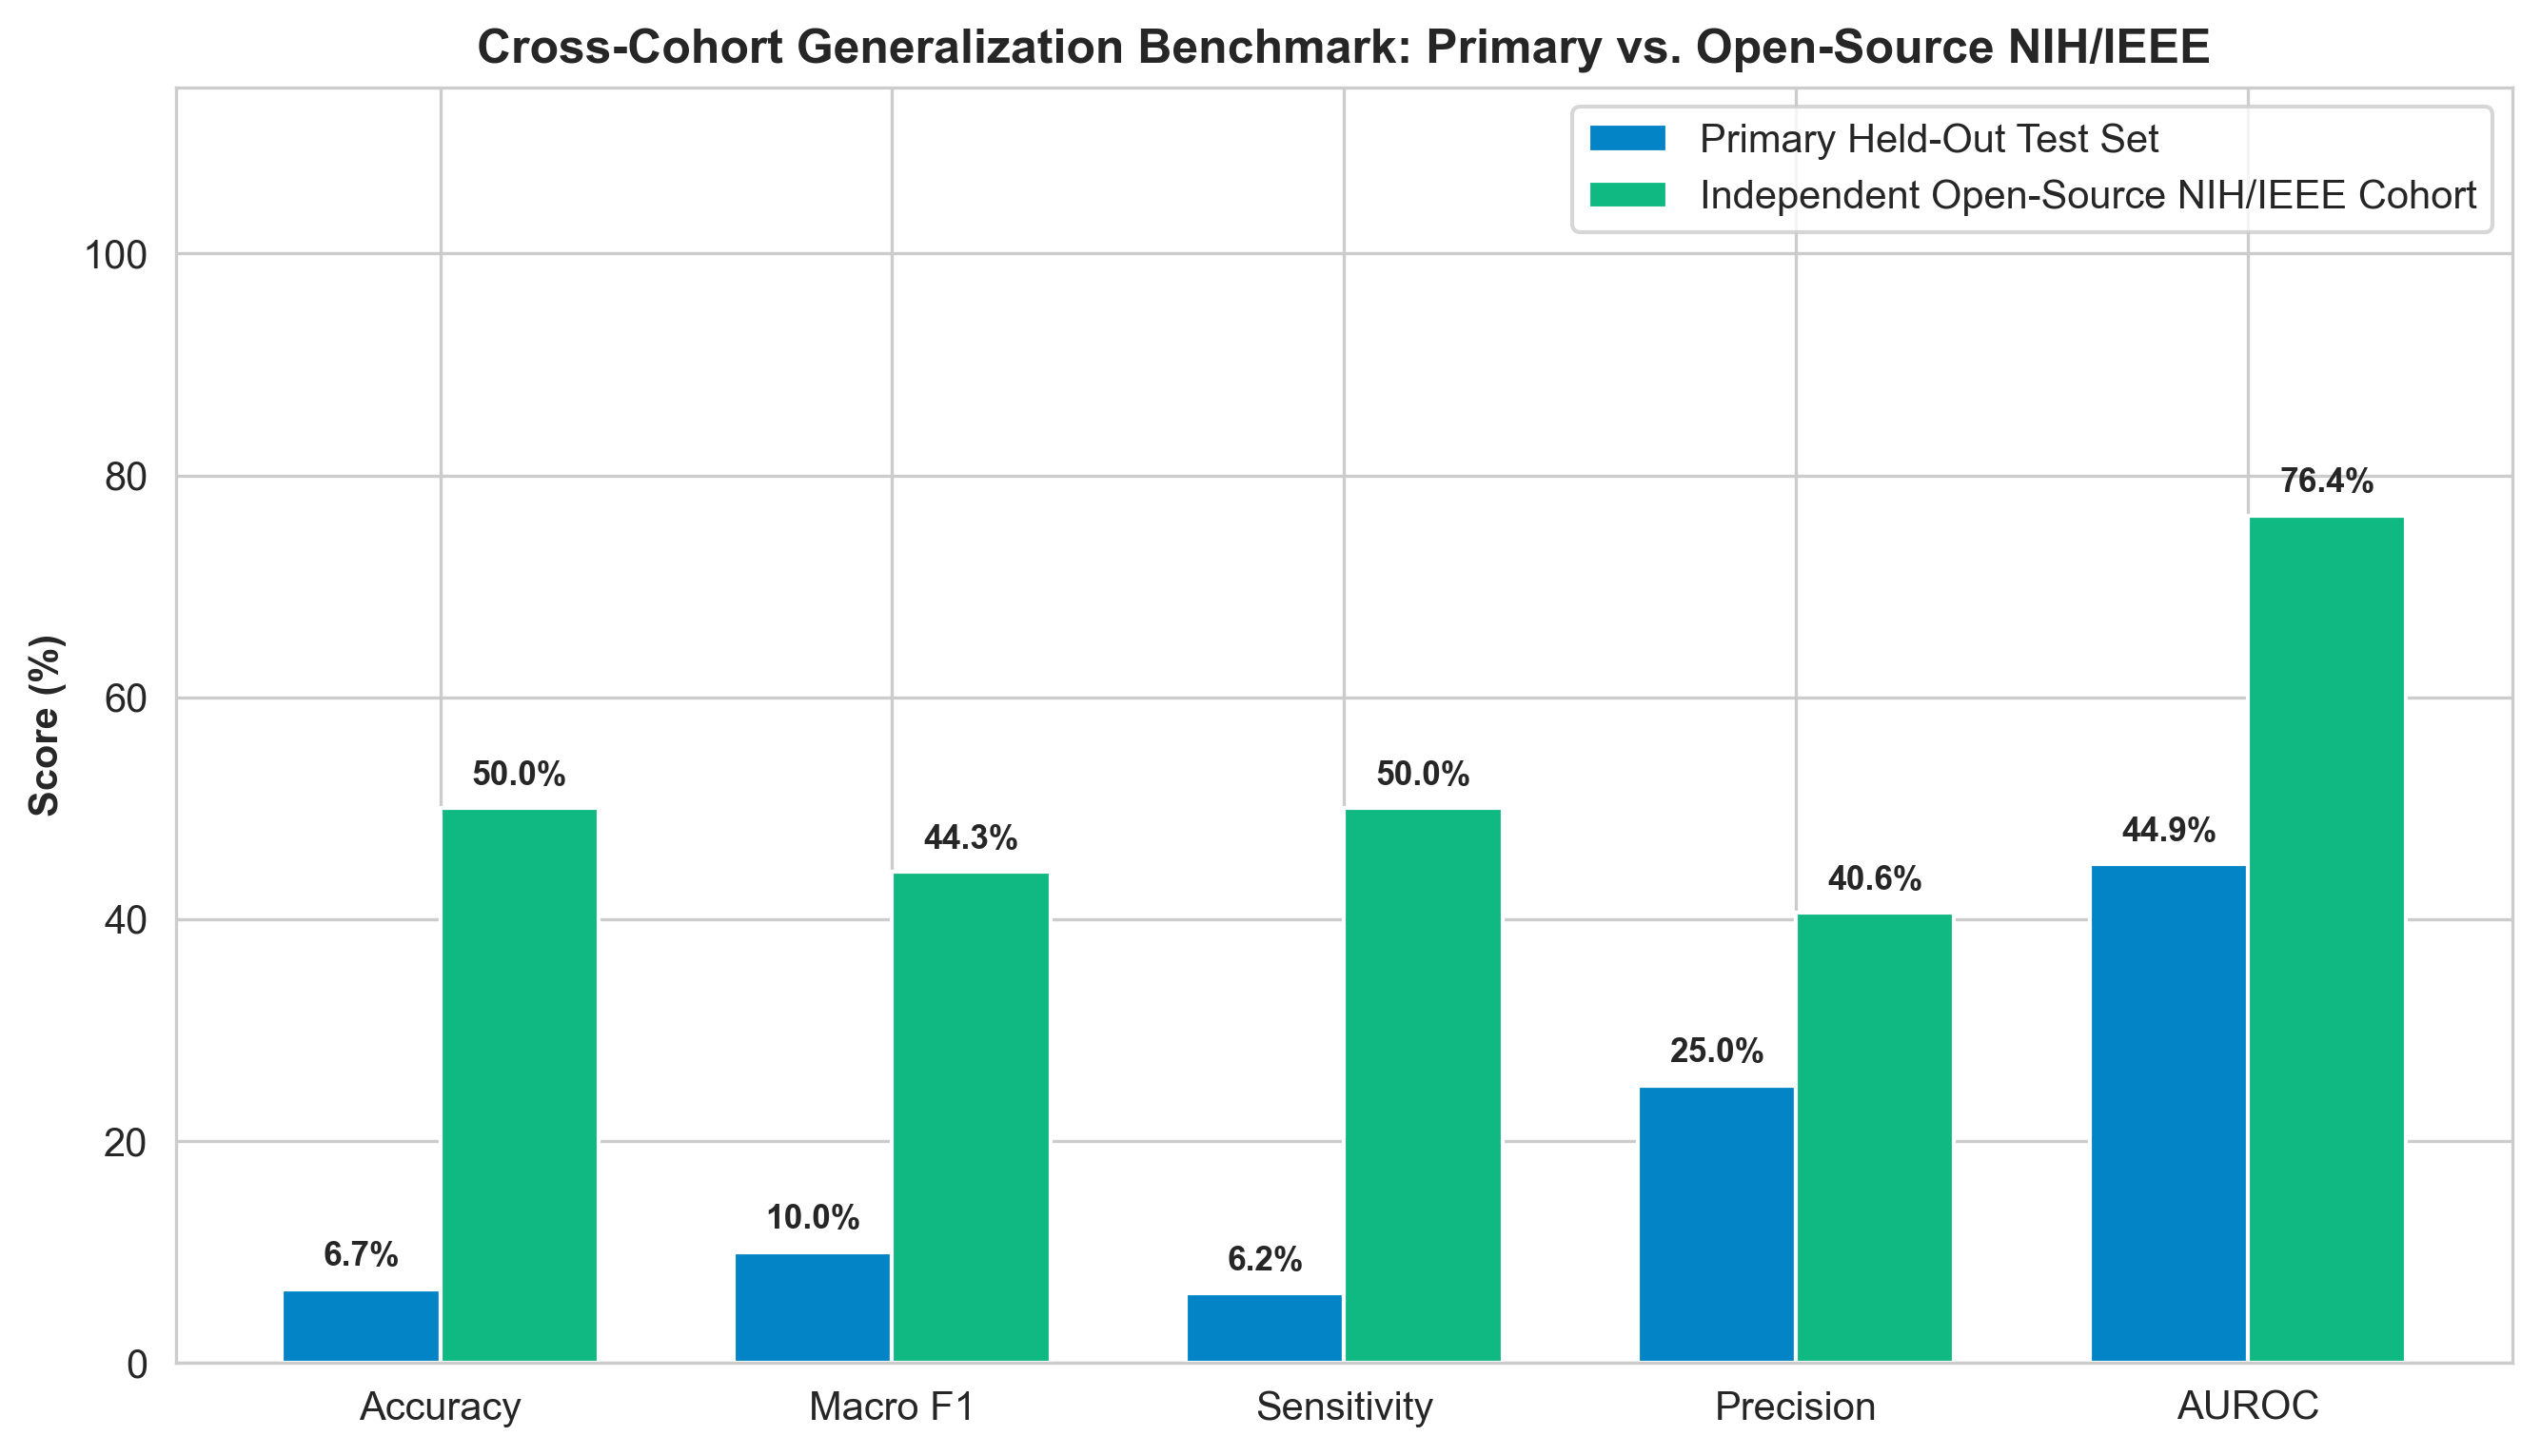 Cross-Cohort Generalization Benchmark: Primary vs. Open-Source NIH/IEEE
Primary Held-Out Test Set
Independent Open-Source NIH/IEEE Cohort
Score (%)
100
80
60
40
20
0
6.7%
50.0%
10.0%
44.3%
6.2%
50.0%
25.0%
40.6%
44.9%
76.4%
Accuracy
Macro F1
Sensitivity
Precision
AUROC